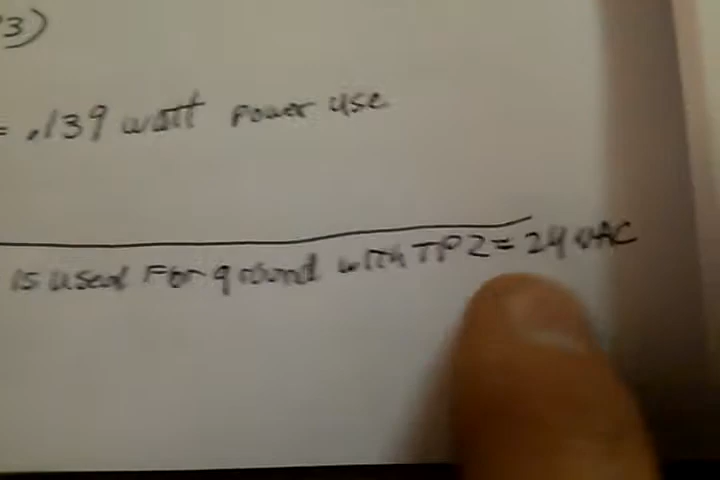 3)
= .139 watt power use
is used For ground with TP2 = 24 VAC